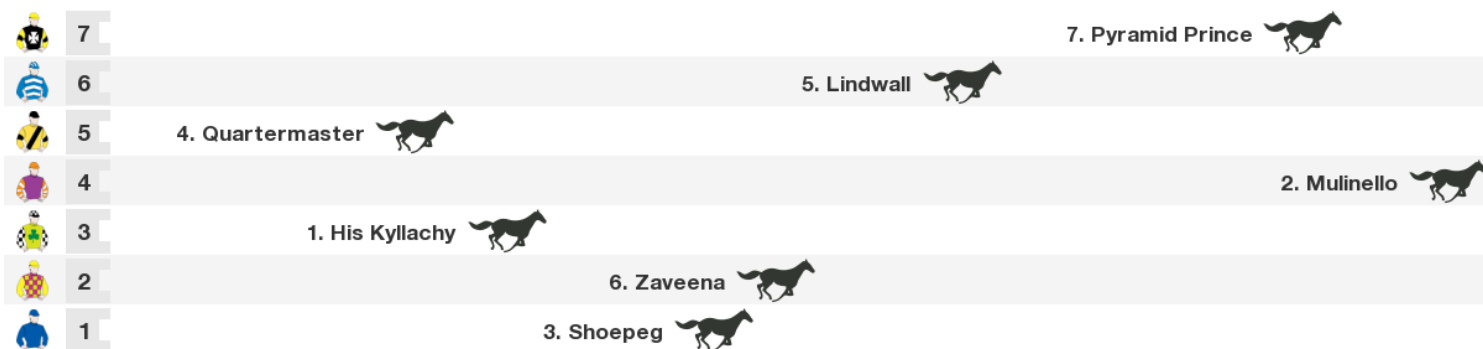 7 7. Pyramid Prince
6 5. Lindwall
5 4. Quartermaster
4 2. Mulinello
3 1. His Kyllachy
2 6. Zaveena
1 3. Shoepeg